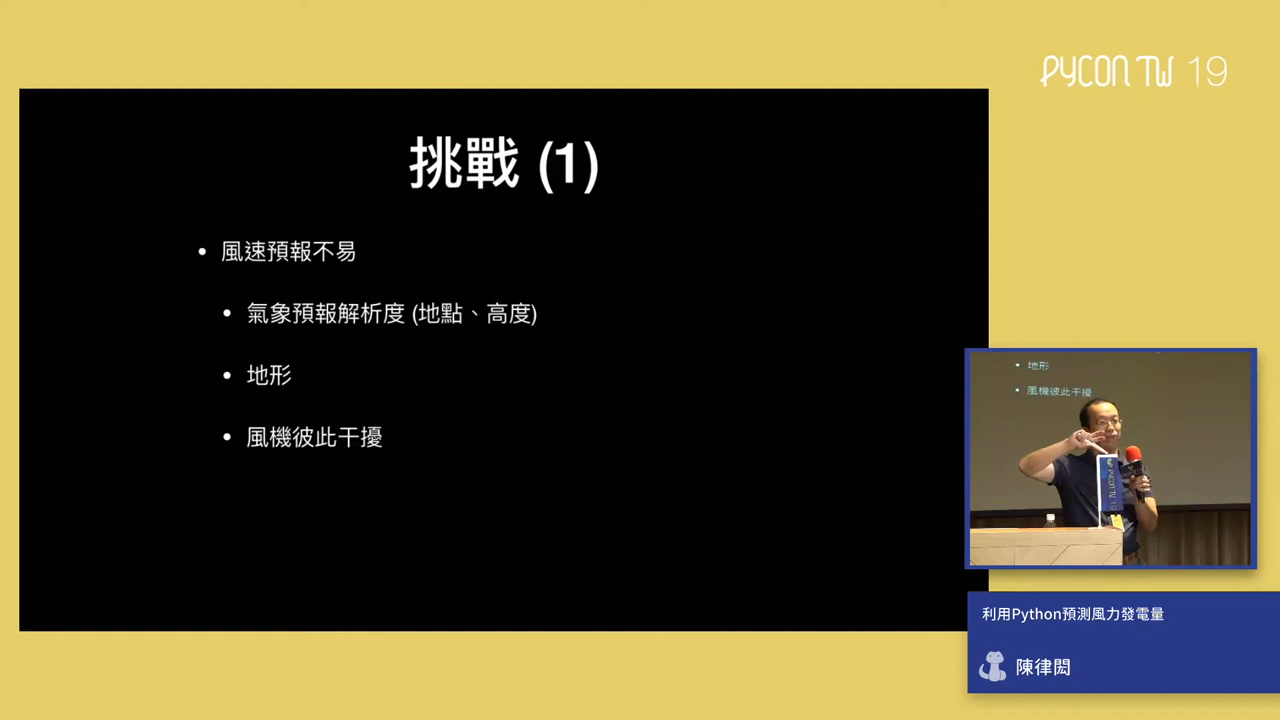 PYCON TW 19
挑戰 (1)
• 風速預報不易
• 氣象預報解析度 (地點、高度)
• 地形
• 風機彼此干擾
• 地形
• 風機彼此干擾
PYCON TW 19
利用Python預測風力發電量
陳律閎